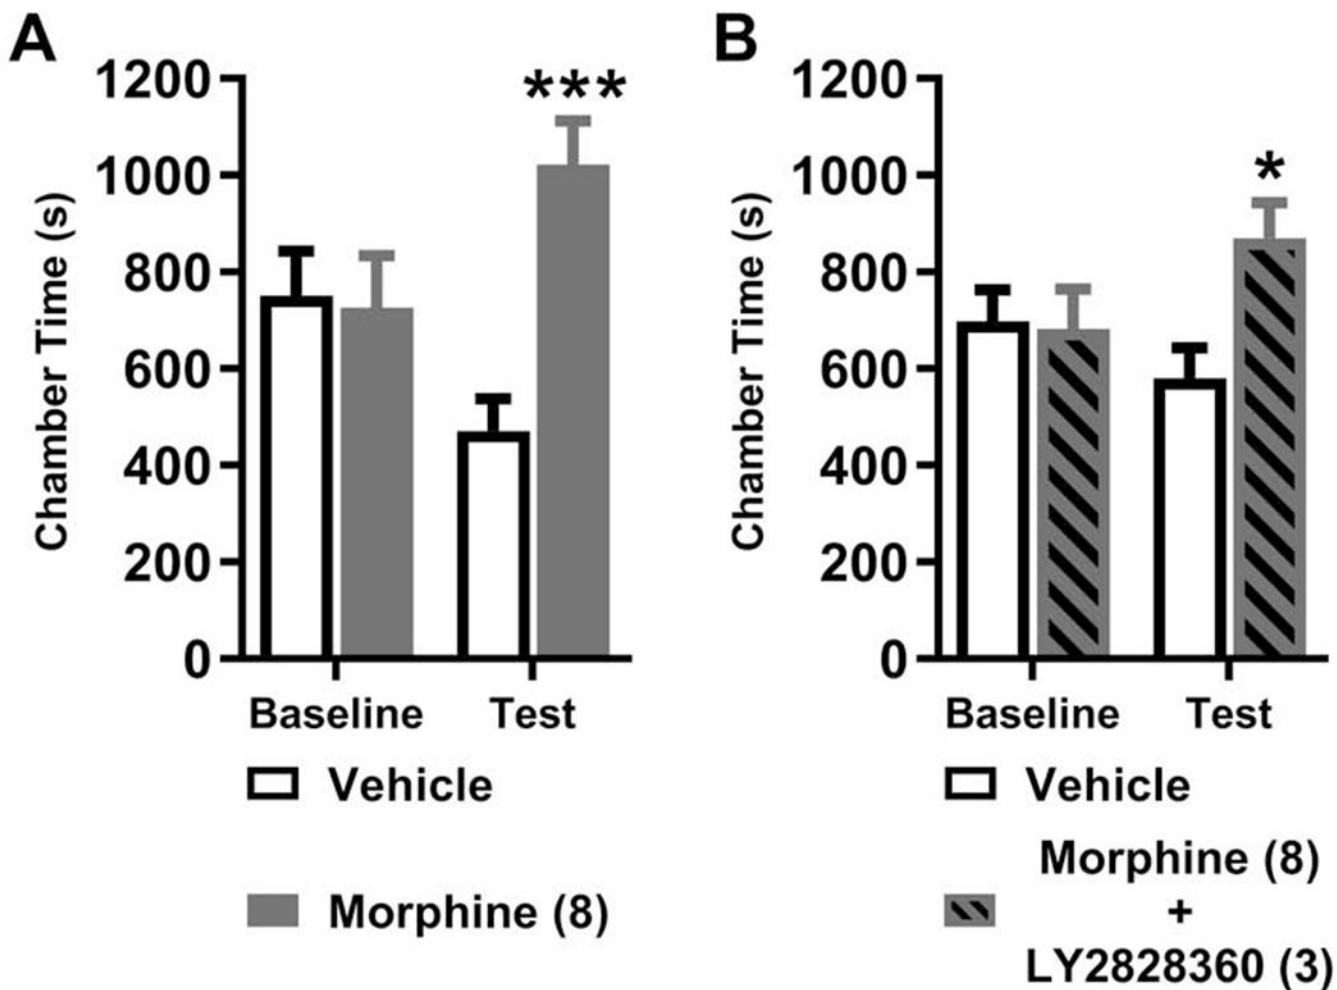 A
1200
1000
800
600
400
200
0
Chamber Time (s)
***
Baseline
Test
Vehicle
Morphine (8)
B
1200
1000
800
600
400
200
0
Chamber Time (s)
*
Baseline
Test
Vehicle
Morphine (8)
+
LY2828360 (3)